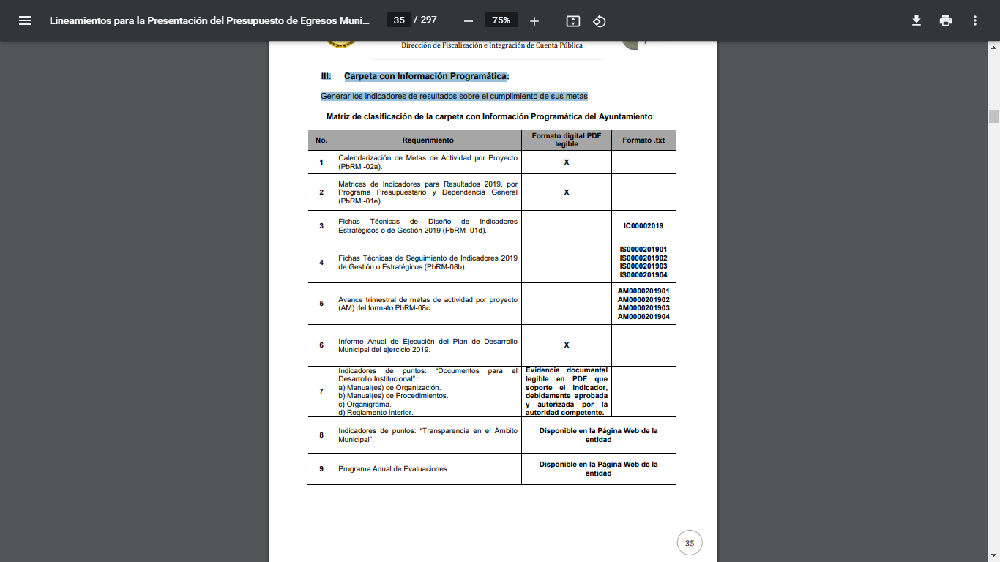 Lineamientos para la Presentación del Presupuesto de Egresos Muni...
35 / 297
75%
Dirección de Fiscalización e Integración de Cuenta Pública
III. Carpeta con Información Programática:
Generar los indicadores de resultados sobre el cumplimiento de sus metas.
Matriz de clasificación de la carpeta con Información Programática del Ayuntamiento
No.
Requerimiento
Formato digital PDF
legible
Formato .txt
1
Calendarización de Metas de Actividad por Proyecto
(PbRM -02a).
X
2
Matrices de Indicadores para Resultados 2019, por
Programa Presupuestario y Dependencia General
(PbRM -01e).
X
3
Fichas Técnicas de Diseño de Indicadores
Estratégicos o de Gestión 2019 (PbRM- 01d).
IC00002019
4
Fichas Técnicas de Seguimiento de Indicadores 2019
de Gestión o Estratégicos (PbRM-08b).
IS0000201901
IS0000201902
IS0000201903
IS0000201904
5
Avance trimestral de metas de actividad por proyecto
(AM) del formato PbRM-08c.
AM0000201901
AM0000201902
AM0000201903
AM0000201904
6
Informe Anual de Ejecución del Plan de Desarrollo
Municipal del ejercicio 2019.
X
7
Indicadores de puntos: “Documentos para el
Desarrollo Institucional” :
a) Manual(es) de Organización.
b) Manual(es) de Procedimientos.
c) Organigrama.
d) Reglamento Interior.
Evidencia documental
legible en PDF que
soporte el indicador,
debidamente aprobada
y autorizada por la
autoridad competente.
8
Indicadores de puntos: “Transparencia en el Ámbito
Municipal”.
Disponible en la Página Web de la
entidad
9
Programa Anual de Evaluaciones.
Disponible en la Página Web de la
entidad
35